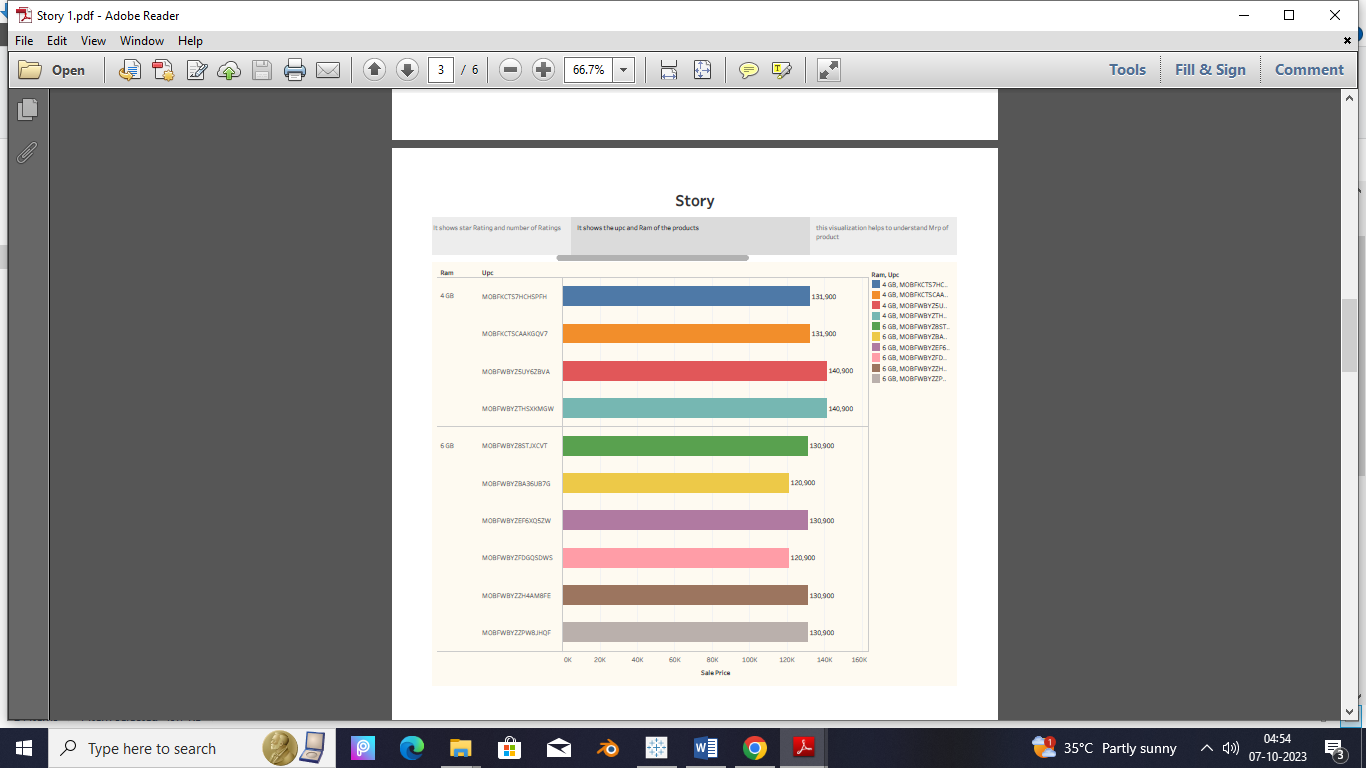 Story 1.pdf - Adobe Reader
File Edit View Window Help
Open 3 / 6 66.7% Tools Fill & Sign Comment
Story
It shows star Rating and number of Ratings
It shows the upc and Ram of the products
this visualization helps to understand Mrp of
product
Ram Upc
4 GB MOBFKCTS7HCHSPFH 131,900
MOBFKCTSCAAKGQV7 131,900
MOBFWBYZ5UY6ZBVA 140,900
MOBFWBYZTHSXKMGW 140,900
6 GB MOBFWBYZ8STJXCVT 130,900
MOBFWBYZBA36UB7G 120,900
MOBFWBYZEF6XQ5ZW 130,900
MOBFWBYZFDGQSDWS 120,900
MOBFWBYZZH4AM8FE 130,900
MOBFWBYZZPW8JHQF 130,900
0K 20K 40K 60K 80K 100K 120K 140K 160K
Sale Price
Ram, Upc
4 GB, MOBFKCTS7HC..
4 GB, MOBFKCTSCAA..
4 GB, MOBFWBYZ5U..
4 GB, MOBFWBYZTH..
6 GB, MOBFWBYZ8ST..
6 GB, MOBFWBYZBA..
6 GB, MOBFWBYZEF6..
6 GB, MOBFWBYZFD..
6 GB, MOBFWBYZZH..
6 GB, MOBFWBYZZP..
Type here to search
1
35°C Partly sunny
04:54
07-10-2023
3